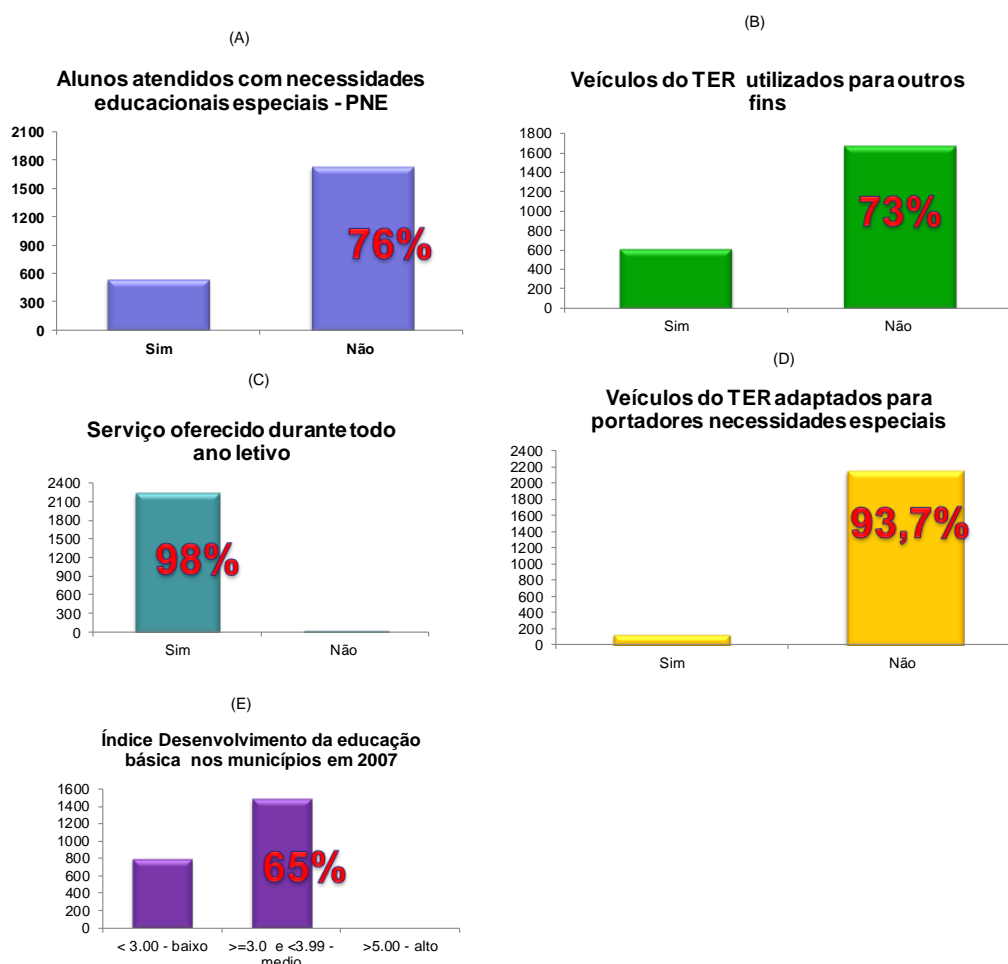 (A)
Alunos atendidos com necessidades
educacionais especiais - PNE
2100
1800
1500
1200
900
600
300
0
76%
Sim
Não
(B)
Veículos do TER utilizados para outros
fins
1800
1600
1400
1200
1000
800
600
400
200
0
73%
Sim
Não
(C)
Serviço oferecido durante todo
ano letivo
2400
2100
1800
1500
1200
900
600
300
0
98%
Sim
Não
(D)
Veículos do TER adaptados para
portadores necessidades especiais
2400
2200
2000
1800
1600
1400
1200
1000
800
600
400
200
0
93,7%
Sim
Não
(E)
Índice Desenvolvimento da educação
básica nos municípios em 2007
1600
1400
1200
1000
800
600
400
200
0
65%
< 3.00 - baixo
>=3.0 e <3.99 -
medio
>5.00 - alto